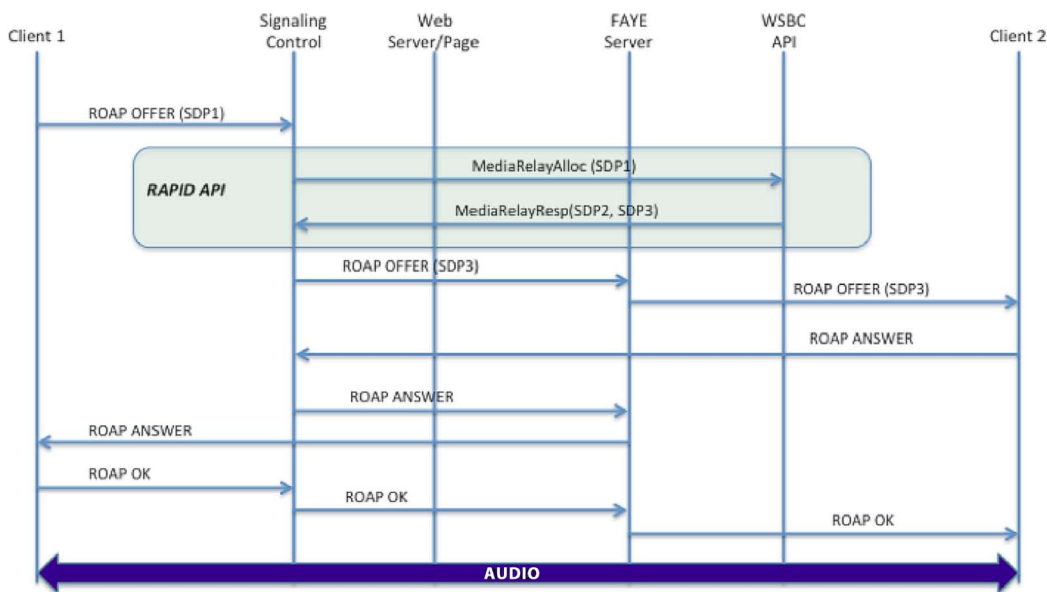 Client 1
Signaling
Control
Web
Server/Page
FAYE
Server
WSBC
API
Client 2
ROAP OFFER (SDP1)
RAPID API
MediaRelayAlloc (SDP1)
MediaRelayResp(SDP2, SDP3)
ROAP OFFER (SDP3)
ROAP OFFER (SDP3)
ROAP ANSWER
ROAP ANSWER
ROAP ANSWER
ROAP OK
ROAP OK
ROAP OK
AUDIO